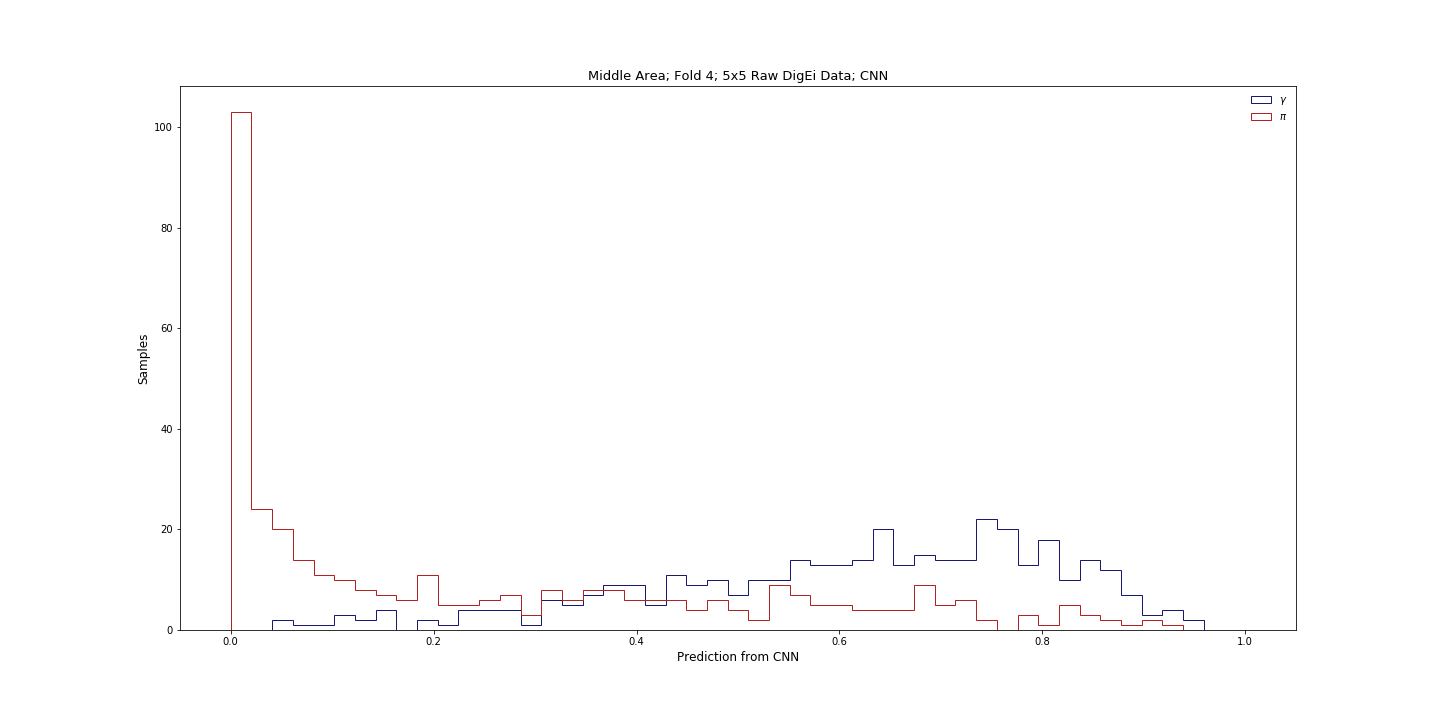 Middle Area; Fold 4; 5x5 Raw DigEi Data; CNN
γ
π
100
80
60
40
20
0
Samples
0.0 0.2 0.4 0.6 0.8 1.0
Prediction from CNN